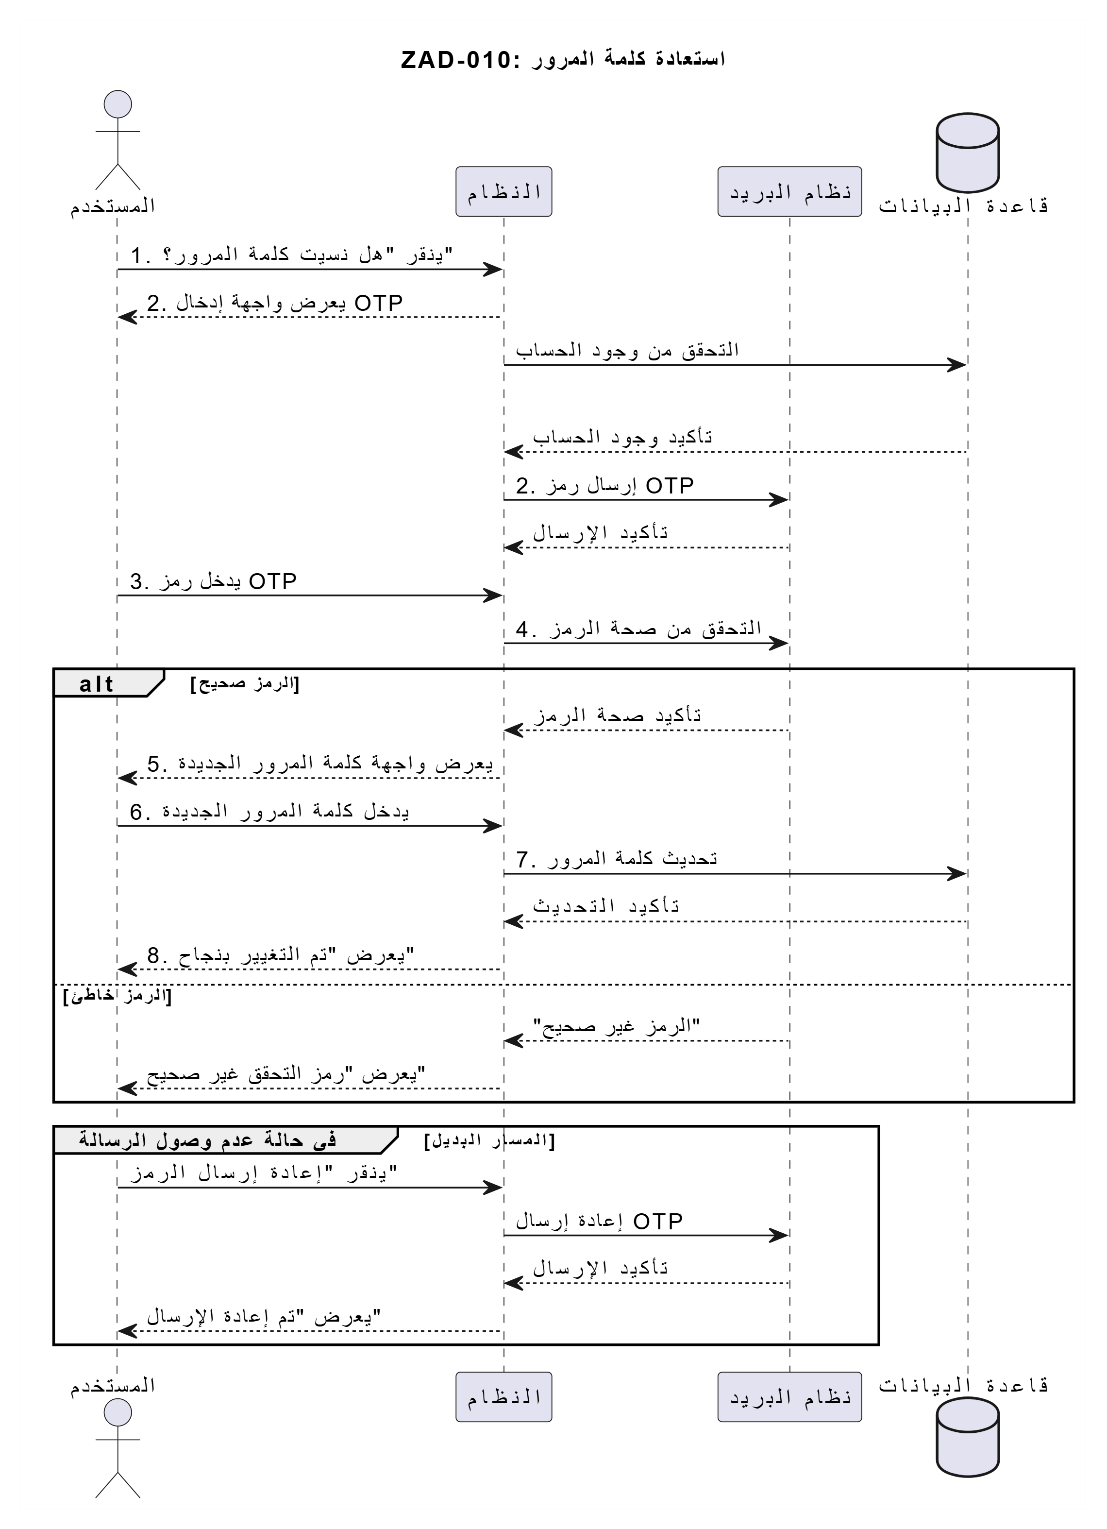 ZAD-010: استعادة كلمة المرور
المستخدم
النظام
نظام البريد
قاعدة البيانات
1. ينقر "هل نسيت كلمة المرور؟"
2. يعرض واجهة إدخال OTP
التحقق من وجود الحساب
تأكيد وجود الحساب
2. إرسال رمز OTP
تأكيد الإرسال
3. يدخل رمز OTP
4. التحقق من صحة الرمز
alt
[الرمز صحيح]
تأكيد صحة الرمز
5. يعرض واجهة كلمة المرور الجديدة
6. يدخل كلمة المرور الجديدة
7. تحديث كلمة المرور
تأكيد التحديث
8. يعرض "تم التغيير بنجاح"
[الرمز خاطئ]
"الرمز غير صحيح"
يعرض "رمز التحقق غير صحيح"
في حالة عدم وصول الرسالة
[المسار البديل]
ينقر "إعادة إرسال الرمز"
إعادة إرسال OTP
تأكيد الإرسال
يعرض "تم إعادة الإرسال"
المستخدم
النظام
نظام البريد
قاعدة البيانات